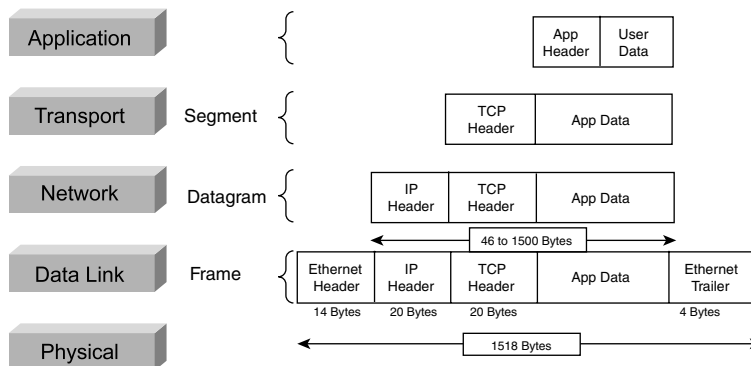 Application
App
Header
User
Data
Transport
Segment
TCP
Header
App Data
Network
Datagram
IP
Header
TCP
Header
App Data
46 to 1500 Bytes
Data Link
Frame
Ethernet
Header
IP
Header
TCP
Header
App Data
Ethernet
Trailer
14 Bytes
20 Bytes
20 Bytes
4 Bytes
Physical
1518 Bytes